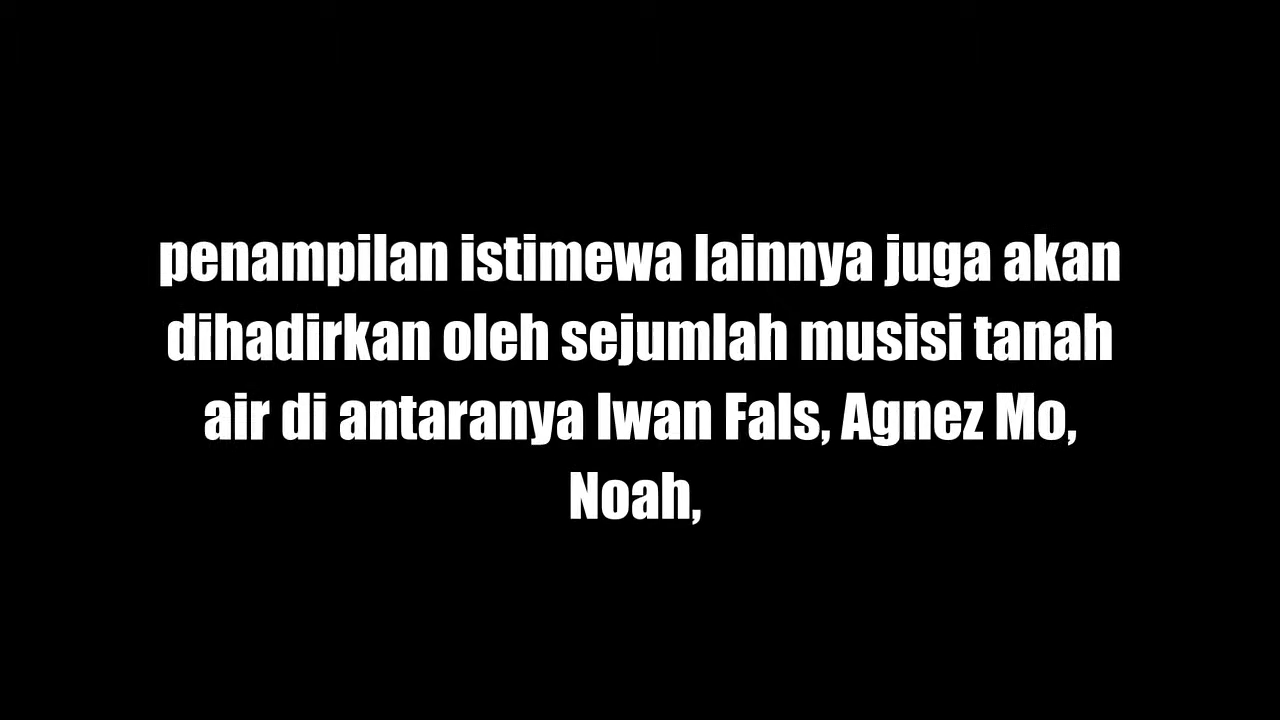 penampilan istimewa lainnya juga akan
dihadirkan oleh sejumlah musisi tanah
air di antaranya Iwan Fals, Agnez Mo,
Noah,